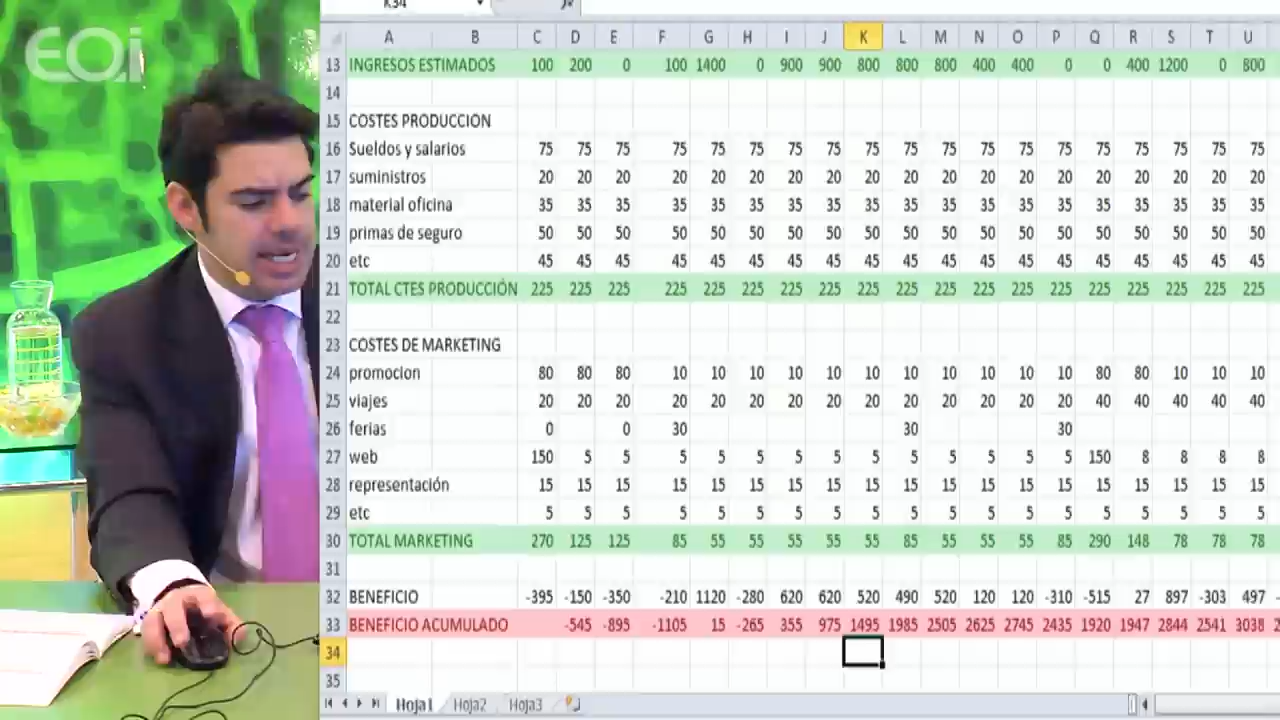 EOi
K34
A B C D E F G H I J K L M N O P Q R S T U
13 INGRESOS ESTIMADOS 100 200 0 100 1400 0 900 900 800 800 800 400 400 0 0 400 1200 0 800
14
15 COSTES PRODUCCION
16 Sueldos y salarios 75 75 75 75 75 75 75 75 75 75 75 75 75 75 75 75 75 75 75
17 suministros 20 20 20 20 20 20 20 20 20 20 20 20 20 20 20 20 20 20 20
18 material oficina 35 35 35 35 35 35 35 35 35 35 35 35 35 35 35 35 35 35 35
19 primas de seguro 50 50 50 50 50 50 50 50 50 50 50 50 50 50 50 50 50 50 50
20 etc 45 45 45 45 45 45 45 45 45 45 45 45 45 45 45 45 45 45 45
21 TOTAL CTES PRODUCCIÓN 225 225 225 225 225 225 225 225 225 225 225 225 225 225 225 225 225 225 225
22
23 COSTES DE MARKETING
24 promocion 80 80 80 10 10 10 10 10 10 10 10 10 10 10 80 80 10 10 10
25 viajes 20 20 20 20 20 20 20 20 20 20 20 20 20 20 40 40 40 40 40
26 ferias 0 0 30 30 30
27 web 150 5 5 5 5 5 5 5 5 5 5 5 5 5 150 8 8 8 8
28 representación 15 15 15 15 15 15 15 15 15 15 15 15 15 15 15 15 15 15 15
29 etc 5 5 5 5 5 5 5 5 5 5 5 5 5 5 5 5 5 5 5
30 TOTAL MARKETING 270 125 125 85 55 55 55 55 55 85 55 55 55 85 290 148 78 78 78
31
32 BENEFICIO -395 -150 -350 -210 1120 -280 620 620 520 490 520 120 120 -310 -515 27 897 -303 497
33 BENEFICIO ACUMULADO -545 -895 -1105 15 -265 355 975 1495 1985 2505 2625 2745 2435 1920 1947 2844 2541 3038
34
35
Hoja1 Hoja2 Hoja3